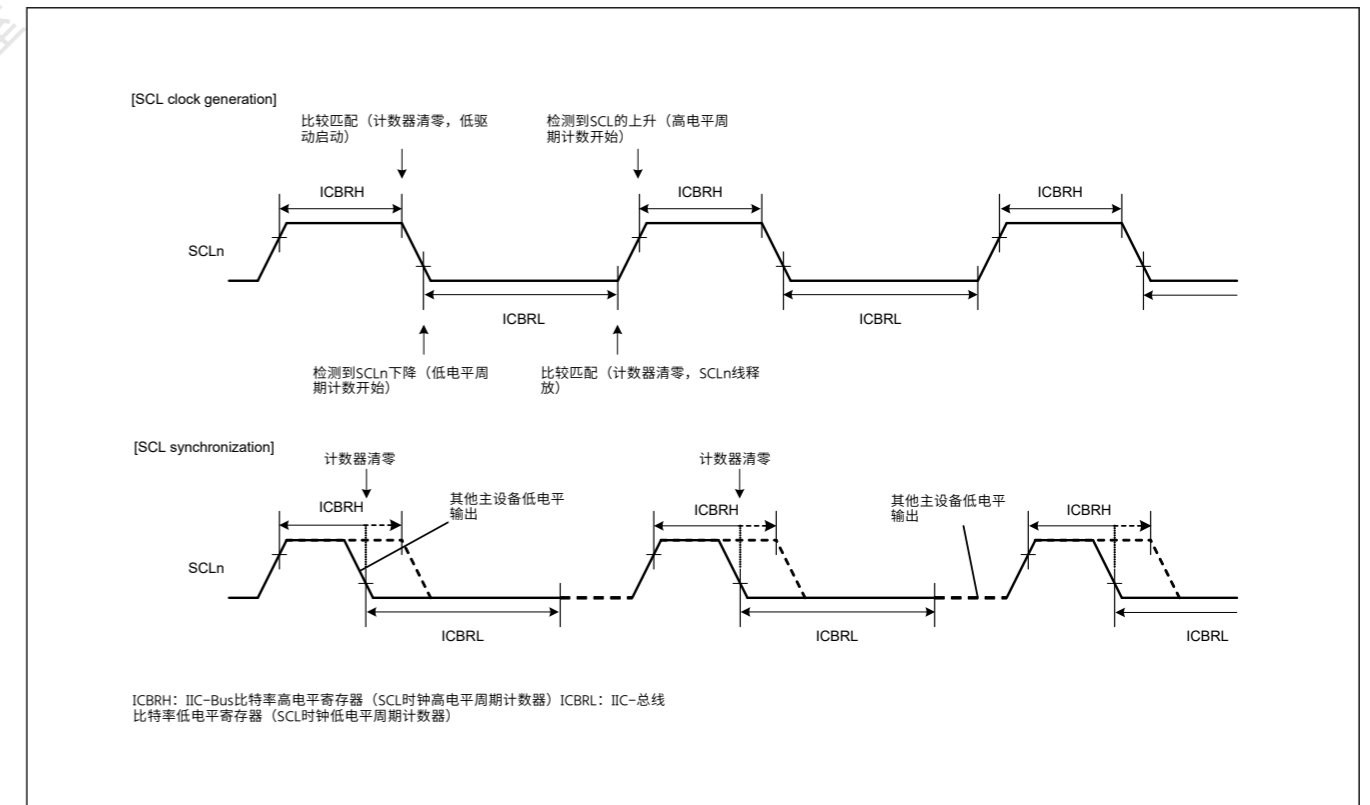 [SCL clock generation]
比较匹配（计数器清零，低驱
动启动）
检测到SCL的上升（高电平周
期计数开始）
ICBRH
ICBRH
ICBRH
SCLn
ICBRL
ICBRL
检测到SCLn下降（低电平周
期计数开始）
比较匹配（计数器清零，SCLn线释
放）
[SCL synchronization]
计数器清零
计数器清零
ICBRH
其他主设备低电平
输出
ICBRH
其他主设备低电平
输出
ICBRH
SCLn
ICBRL
ICBRL
ICBRL
ICBRH：IIC-Bus比特率高电平寄存器（SCL时钟高电平周期计数器）ICBRL：IIC-总线
比特率低电平寄存器（SCL时钟低电平周期计数器）